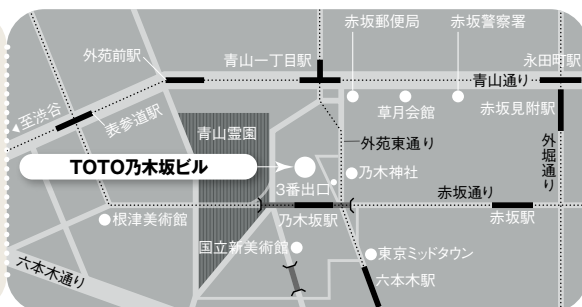 赤坂郵便局
赤坂警察署
外苑前駅
青山一丁目駅
永田町駅
青山通り
至渋谷
表参道駅
草月会館
赤坂見附駅
青山霊園
外苑東通り
外堀通り
TOTO乃木坂ビル
乃木神社
3番出口
赤坂通り
根津美術館
乃木坂駅
赤坂駅
国立新美術館
東京ミッドタウン
六本木通り
六本木駅